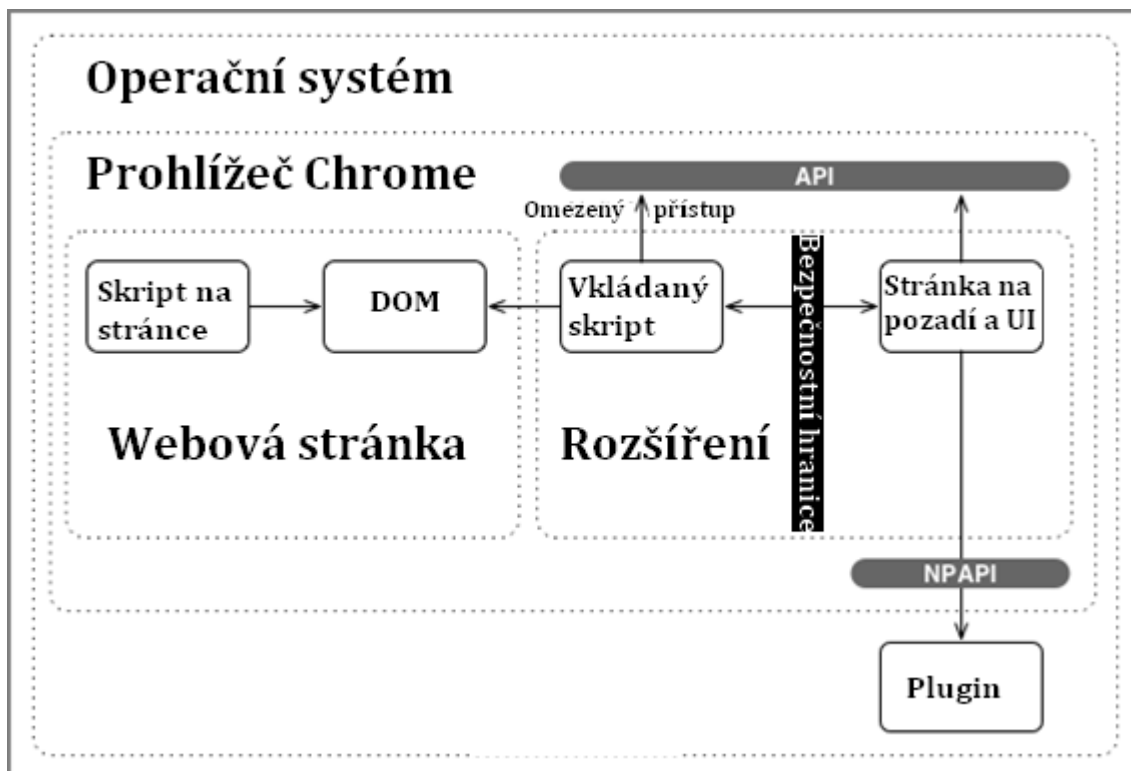 Operační systém
Prohlížeč Chrome
API
Omezený přístup
Skript na
stránce
DOM
Vkládaný
skript
Bezpečnostní hranice
Stránka na
pozadí a UI
Webová stránka
Rozšíření
NPAPI
Plugin